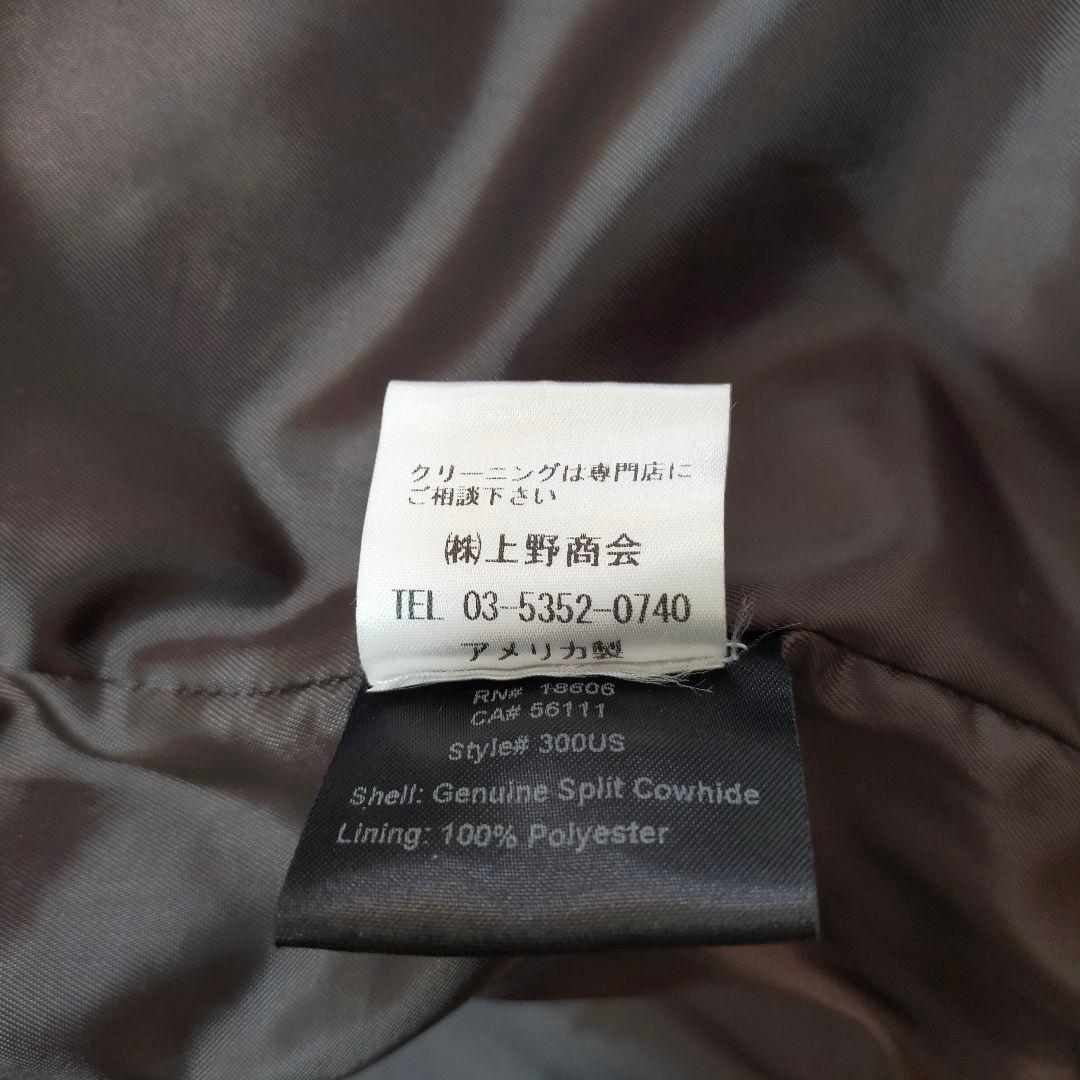 クリーニングは専門店に
ご相談下さい
㈱上野商会
TEL 03-5352-0740
アメリカ製
RN# 18606
CA# 56111
Style# 300US
Shell: Genuine Split Cowhide
Lining: 100% Polyester